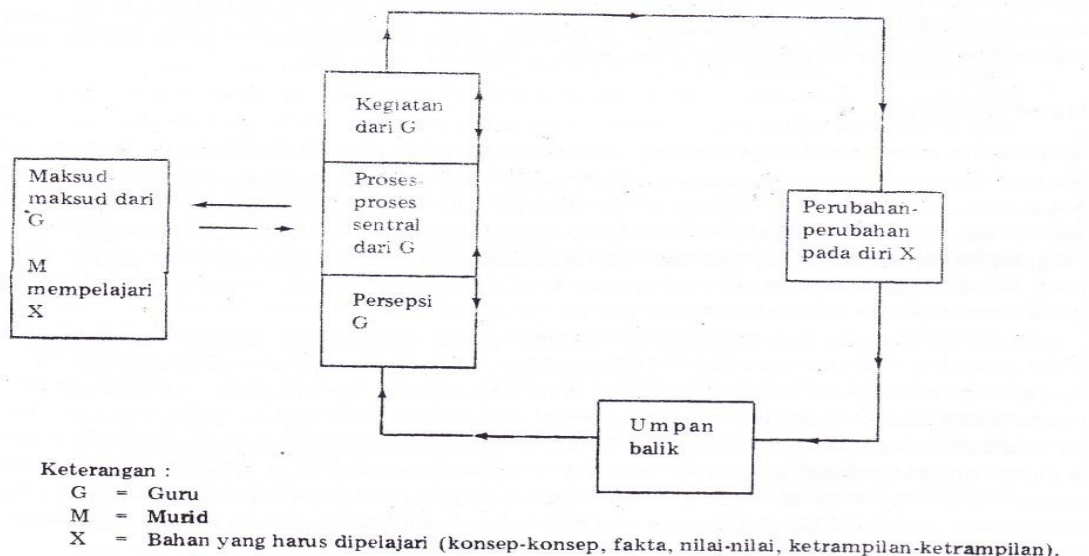 Kegiatan
dari G
Proses-
proses
sentral
dari G
Persepsi
G
Maksud-
maksud dari
G
M
mempelajari
X
Perubahan-
perubahan
pada diri X
Umpan
balik
Keterangan :
G = Guru
M = Murid
X = Bahan yang harus dipelajari (konsep-konsep, fakta, nilai-nilai, ketrampilan-ketrampilan).